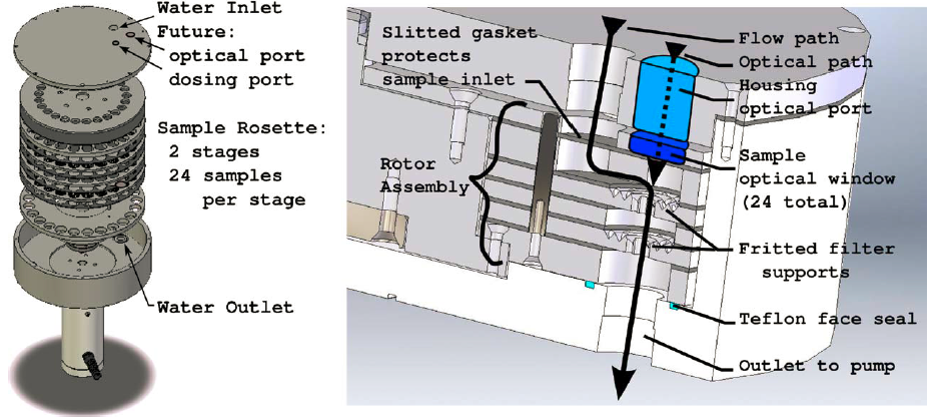 Water Inlet
Future:
optical port
dosing port
Sample Rosette:
2 stages
24 samples
per stage
Water Outlet
Slitted gasket
protects
sample inlet
Rotor
Assembly
Flow path
Optical path
Housing
optical port
Sample
optical window
(24 total)
Fritted filter
supports
Teflon face seal
Outlet to pump